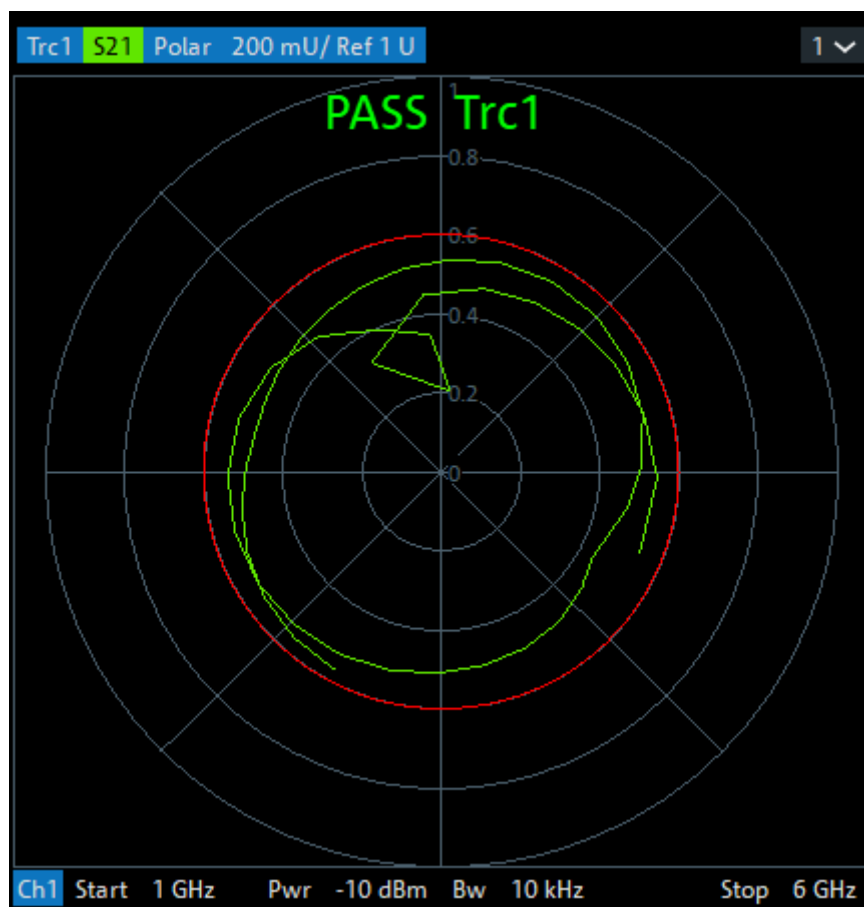 Trc1 S21 Polar 200 mU/ Ref 1 U 1
PASS Trc1
1
0.8
0.6
0.4
0.2
0
Ch1 Start 1 GHz Pwr -10 dBm Bw 10 kHz Stop 6 GHz